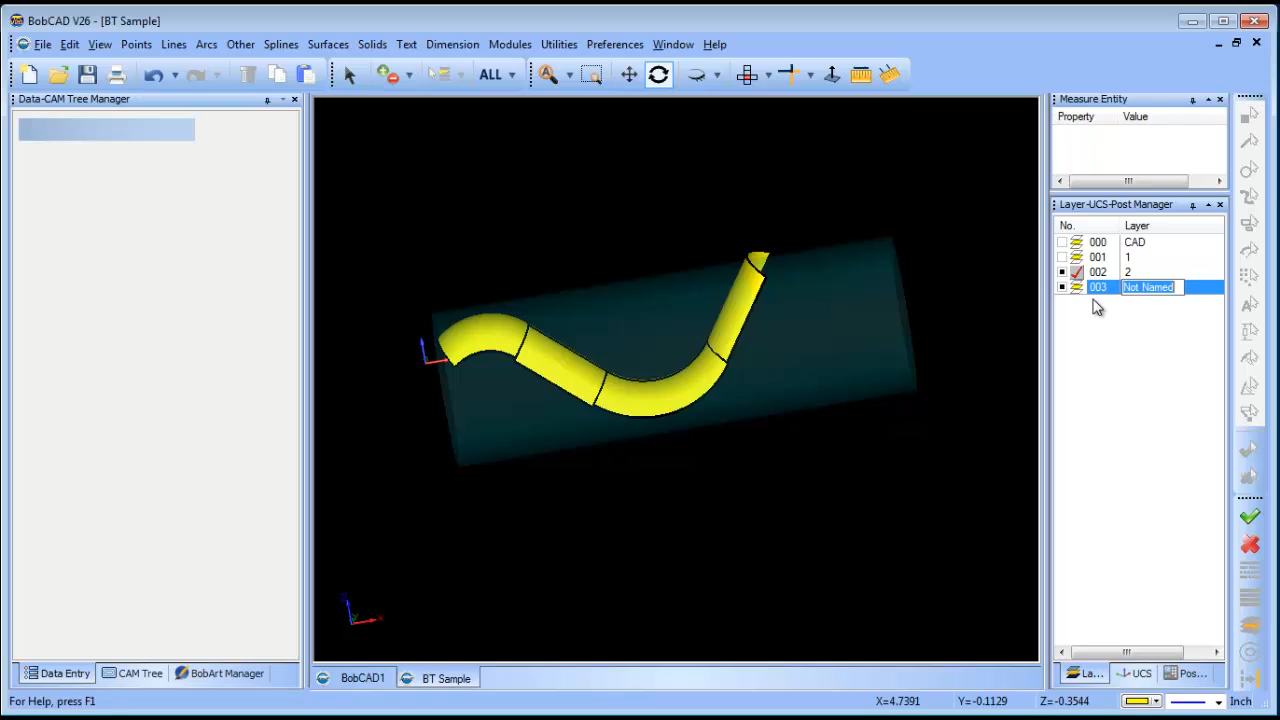 BobCAD V26 - [BT Sample]
File Edit View Points Lines Arcs Other Splines Surfaces Solids Text Dimension Modules Utilities Preferences Window Help
ALL
Data-CAM Tree Manager
Measure Entity
Property Value
Layer-UCS-Post Manager
No. Layer
000 CAD
001 1
002 2
003 Not Named
Data Entry CAM Tree BobArt Manager
BobCAD1 BT Sample
La... UCS Pos...
For Help, press F1
X=4.7391 Y=-0.1129 Z=-0.3544 Inch